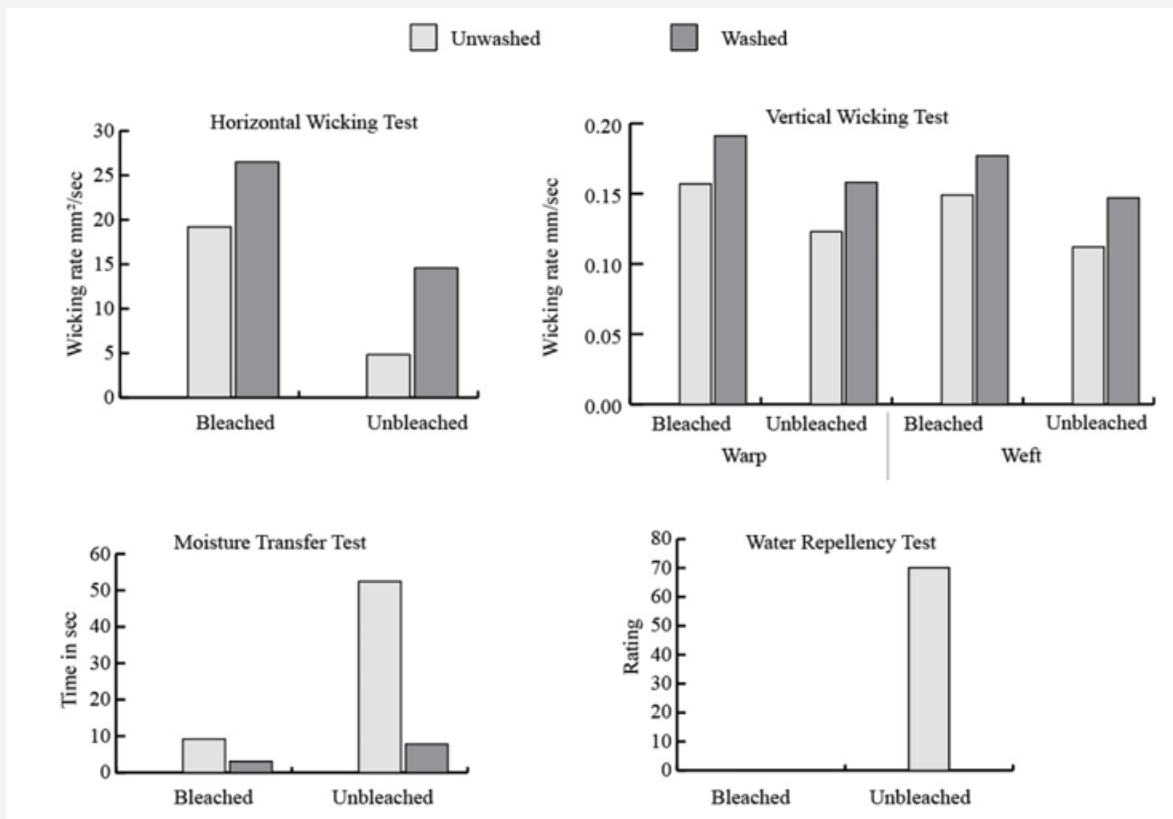 Unwashed
Washed
Horizontal Wicking Test
Wicking rate mm²/sec
30
25
20
15
10
5
0
Bleached Unbleached
Vertical Wicking Test
Wicking rate mm/sec
0.20
0.15
0.10
0.05
0.00
Bleached Unbleached Bleached Unbleached
Warp Weft
Moisture Transfer Test
Time in sec
60
50
40
30
20
10
0
Bleached Unbleached
Water Repellency Test
Rating
80
70
60
50
40
30
20
10
0
Bleached Unbleached